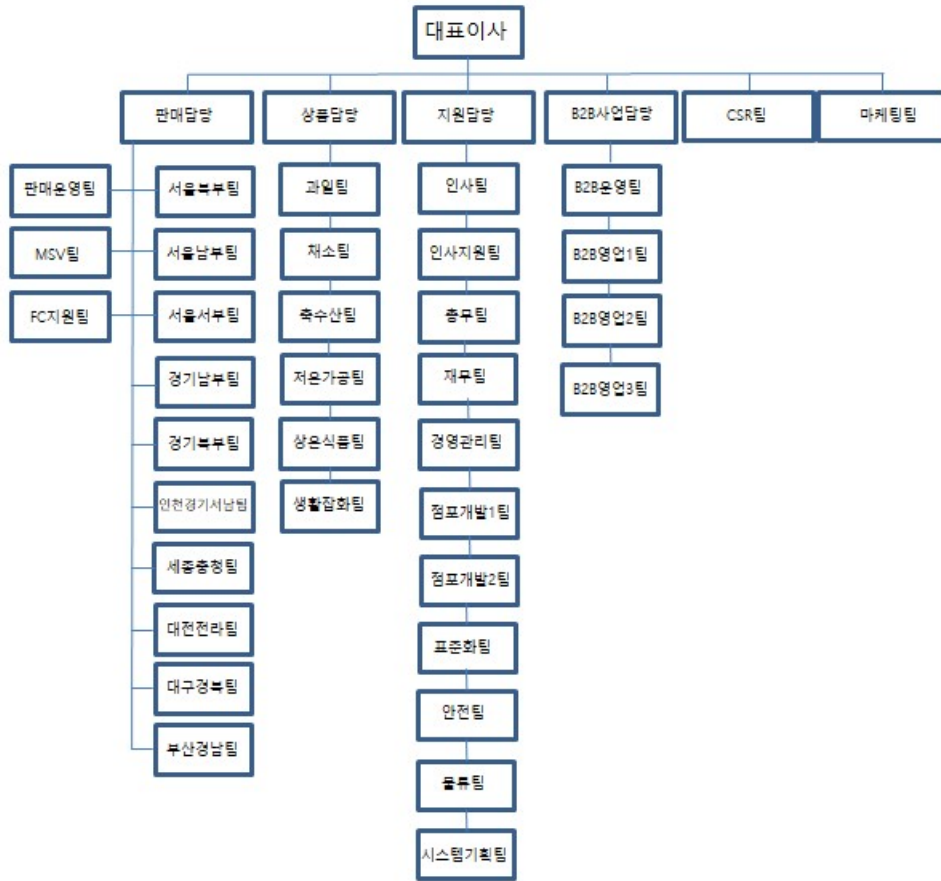 대표이사
판매담당
상품담당
지원담당
B2B사업담당
CSR팀
마케팅팀
판매운영팀
서울북부팀
과일팀
인사팀
B2B운영팀
MSV팀
서울남부팀
채소팀
인사지원팀
B2B영업1팀
FC지원팀
서울서부팀
축수산팀
총무팀
B2B영업2팀
경기남부팀
저온가공팀
재무팀
B2B영업3팀
경기북부팀
상온식품팀
경영관리팀
인천경기서남팀
생활잡화팀
점포개발1팀
세종충청팀
점포개발2팀
대전전라팀
표준화팀
대구경북팀
안전팀
부산경남팀
물류팀
시스템기획팀